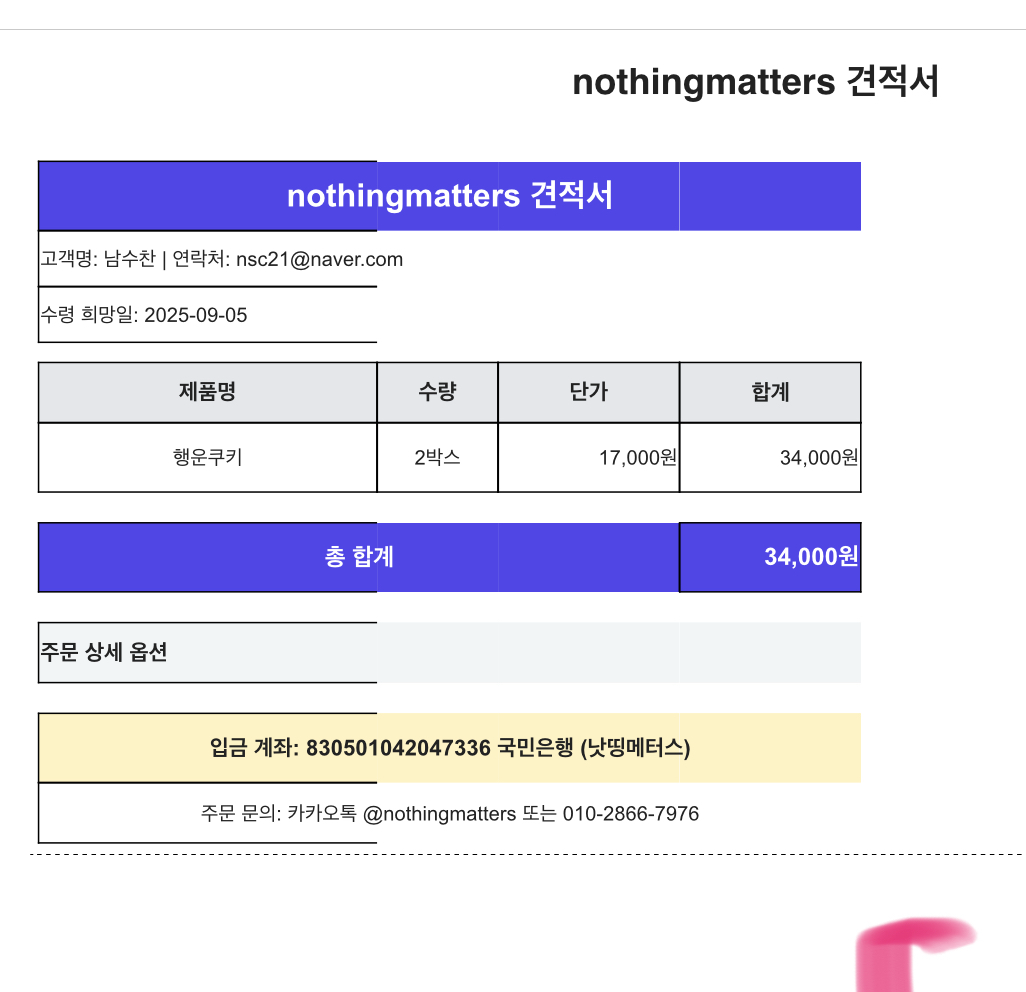 nothingmatters 견적서
nothingmatters 견적서
고객명: 남수찬 | 연락처: nsc21@naver.com
수령 희망일: 2025-09-05
제품명 수량 단가 합계
행운쿠키 2박스 17,000원 34,000원
총 합계 34,000원
주문 상세 옵션
입금 계좌: 830501042047336 국민은행 (낫띵메터스)
주문 문의: 카카오톡 @nothingmatters 또는 010-2866-7976